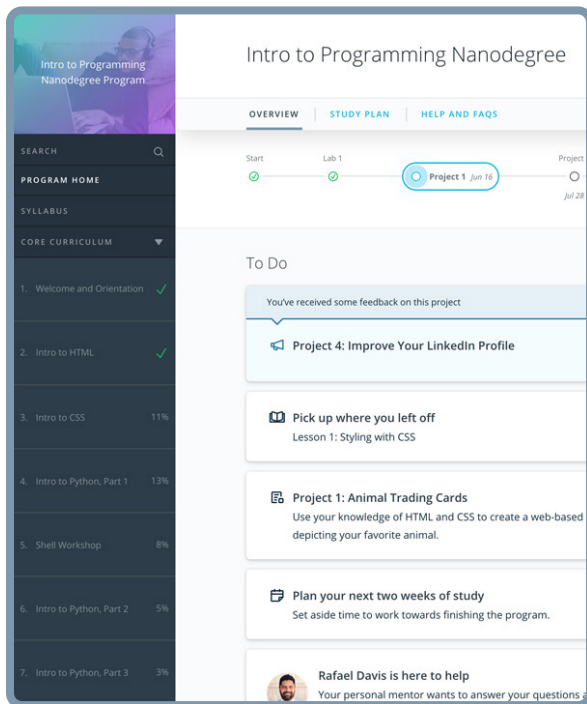 Intro to Programming
Nanodegree Program
SEARCH
PROGRAM HOME
SYLLABUS
CORE CURRICULUM
1. Welcome and Orientation
2. Intro to HTML
3. Intro to CSS 11%
4. Intro to Python, Part 1 13%
5. Shell Workshop 8%
6. Intro to Python, Part 2 5%
7. Intro to Python, Part 3 3%
Intro to Programming Nanodegree
OVERVIEW STUDY PLAN HELP AND FAQS
Start Lab 1 Project
Project 1 Jun 16
Jul 28
To Do
You've received some feedback on this project
Project 4: Improve Your LinkedIn Profile
Pick up where you left off
Lesson 1: Styling with CSS
Project 1: Animal Trading Cards
Use your knowledge of HTML and CSS to create a web-based
depicting your favorite animal.
Plan your next two weeks of study
Set aside time to work towards finishing the program.
Rafael Davis is here to help
Your personal mentor wants to answer your questions